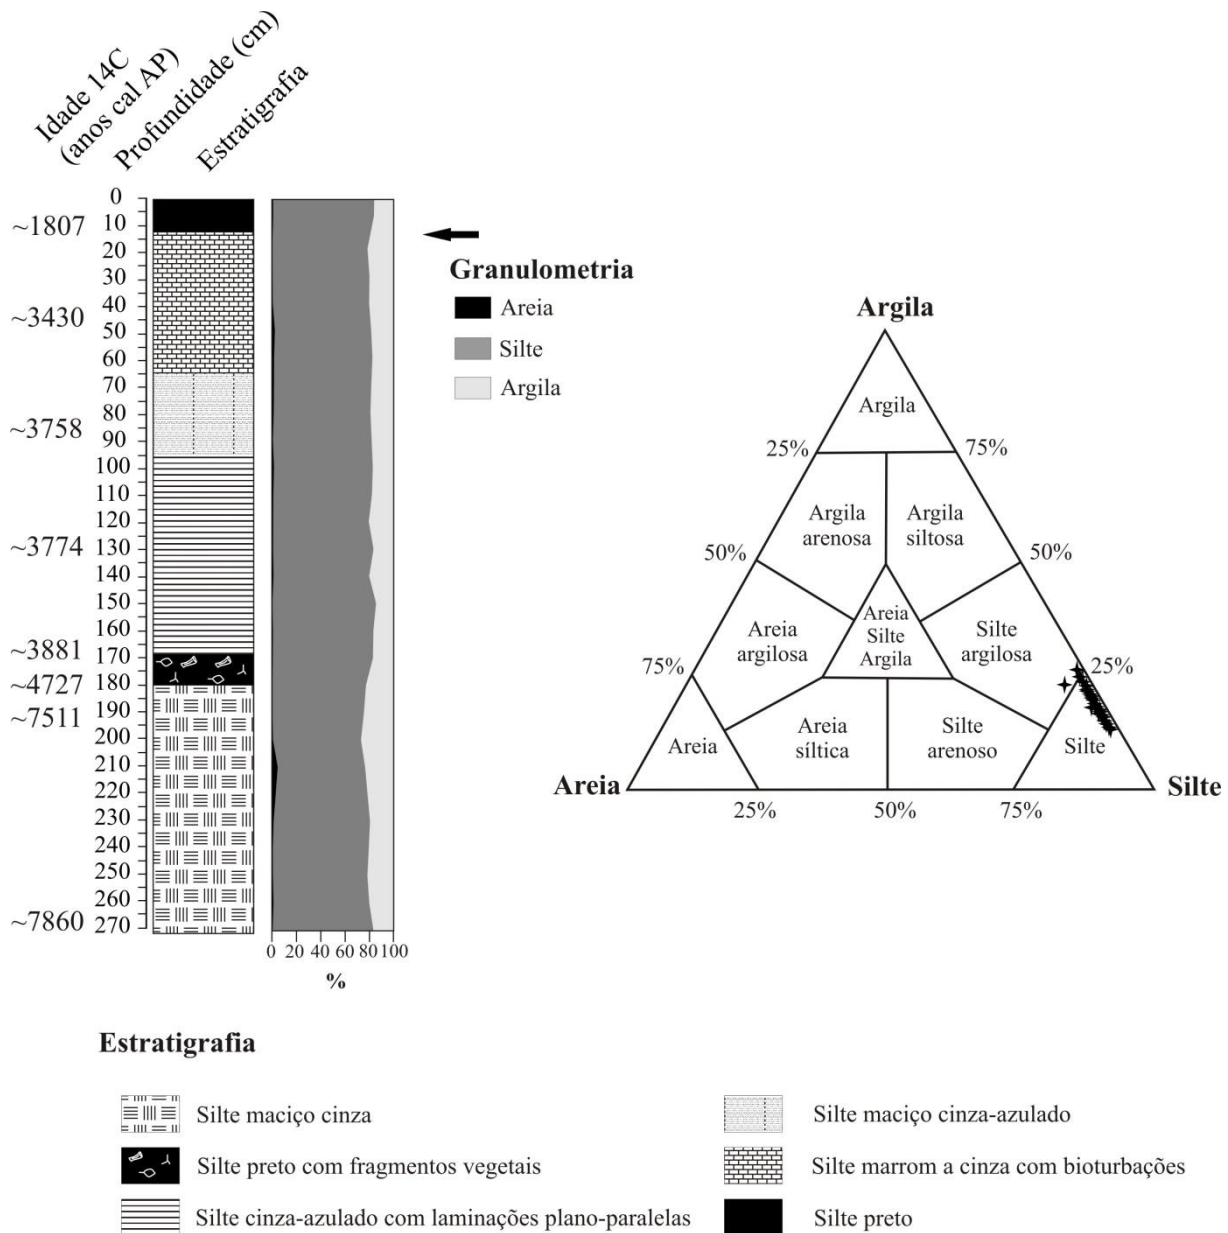 Idade 14C
(anos cal AP)
Profundidade (cm)
Estratigrafia
0
~1807 10
20
30
~3430 40
50
60
70
~3758 80
90
100
110
120
~3774 130
140
150
160
~3881 170
~4727 180
~7511 190
200
210
220
230
240
250
260
~7860 270
0 20 40 60 80 100
%
Granulometria
Areia
Silte
Argila
Argila
Argila
25% 75%
Argila
arenosa
Argila
siltosa
50% 50%
Areia
argilosa
Areia
Silte
Argila
Silte
argilosa
75% 25%
Areia
Areia
síltica
Silte
arenoso
Silte
Areia Silte
25% 50% 75%
Estratigrafia
Silte maciço cinza
Silte preto com fragmentos vegetais
Silte cinza-azulado com laminações plano-paralelas
Silte maciço cinza-azulado
Silte marrom a cinza com bioturbações
Silte preto